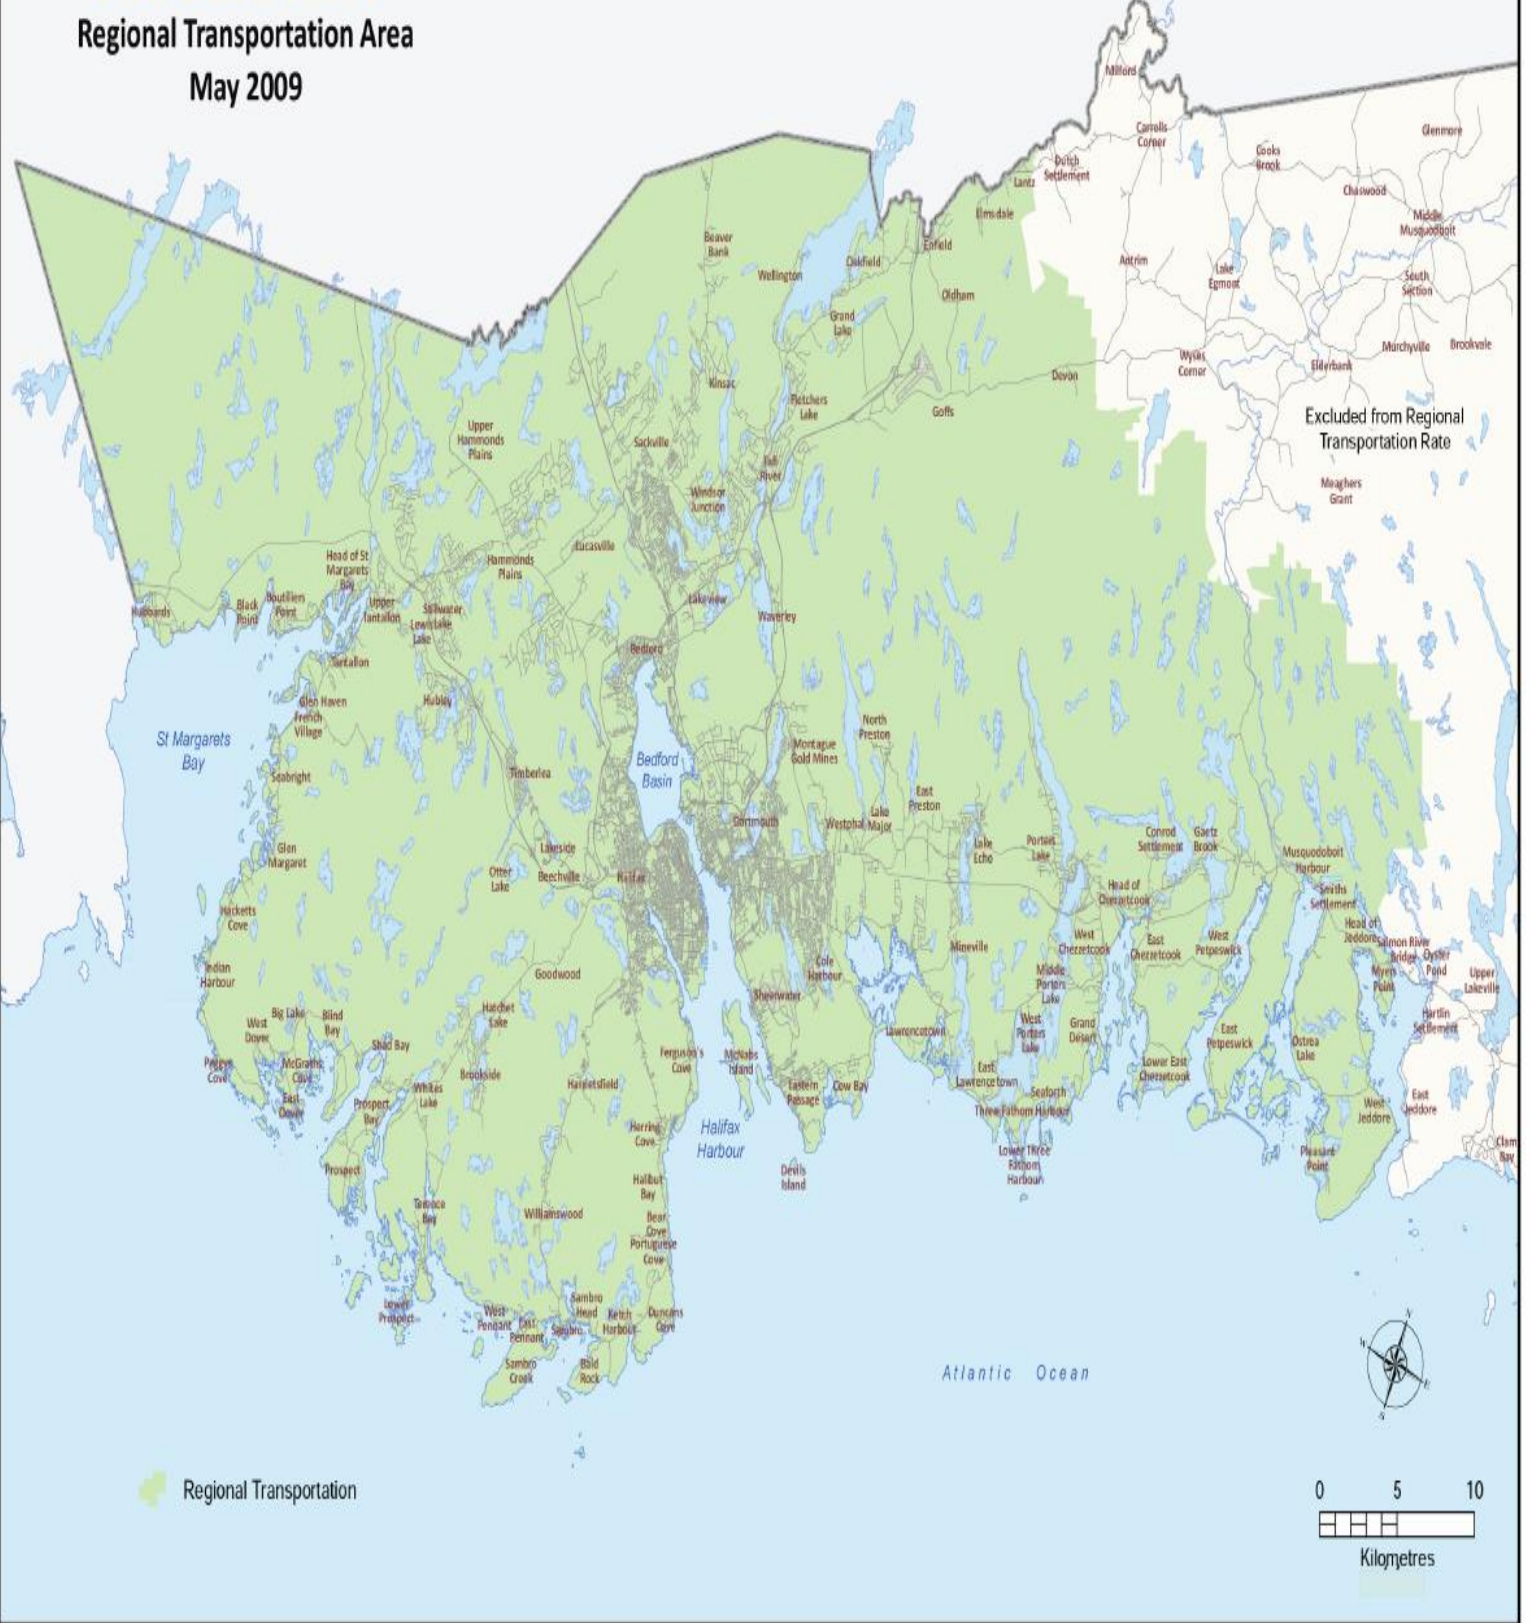 Regional Transportation Area
May 2009
Milford
Carrolls
Corner
Glenmore
Cooks
Brook
Dutch
Settlement
Lantz
Chaswood
Elmsdale
Middle
Musquodoboit
Beaver
Bank
Enfield
Wellington
Oakfield
Antrim
Lake
Egmont
South
Section
Oldham
Grand
Lake
Murchyville
Brookvale
Wyses
Corner
Elderbank
Devon
Kinsac
Fletchers
Lake
Goffs
Excluded from Regional
Transportation Rate
Upper
Hammonds
Plains
Sackville
Fall
River
Meaghers
Grant
Windsor
Junction
Lucasville
Head of St
Margarets
Bay
Hammonds
Plains
Hubbards
Black
Point
Boutiliers
Point
Upper
Tantallon
Stillwater
Lewis Lake
Lake
Lakeview
Waverley
Bedford
Tantallon
Glen Haven
French
Village
Hubley
St Margarets
Bay
North
Preston
Montague
Gold Mines
Bedford
Basin
Seabright
Timberlea
East
Preston
Dartmouth
Westphal
Lake
Major
Glen
Margaret
Lakeside
Lake
Echo
Porters
Lake
Conrod
Settlement
Gaetz
Brook
Musquodoboit
Harbour
Otter
Lake
Beechville
Halifax
Head of
Chezzetcook
Smiths
Settlement
Hacketts
Cove
Head of
Jeddore
Mineville
West
Chezzetcook
East
Chezzetcook
West
Petpeswick
Salmon River
Bridge
Oyster
Pond
Indian
Harbour
Goodwood
Cole
Harbour
Middle
Porters
Lake
Myers
Point
Upper
Lakeville
Shearwater
Big Lake
Blind
Bay
Hatchet
Lake
West
Dover
Lawrencetown
West
Porters
Lake
Grand
Desert
East
Petpeswick
Ostrea
Lake
Hartlin
Settlement
Shad Bay
Peggys
Cove
McGraths
Cove
Ferguson's
Cove
McNabs
Island
Lower East
Chezzetcook
Brookside
Whites
Lake
Harrietsfield
Eastern
Passage
Cow Bay
East
Lawrencetown
Seaforth
East
Dover
Prospect
Bay
Three Fathom Harbour
West
Jeddore
East
Jeddore
Herring
Cove
Halifax
Harbour
Clam
Bay
Prospect
Devils
Island
Lower Three
Fathom
Harbour
Pleasant
Point
Halibut
Bay
Terence
Bay
Williamswood
Bear
Cove
Portuguese
Cove
Lower
Prospect
West
Pennant
East
Pennant
Sambro
Head
Sambro
Ketch
Harbour
Duncans
Cove
Sambro
Creek
Bald
Rock
Atlantic Ocean
N
W
E
S
Regional Transportation
0 5 10
Kilometres